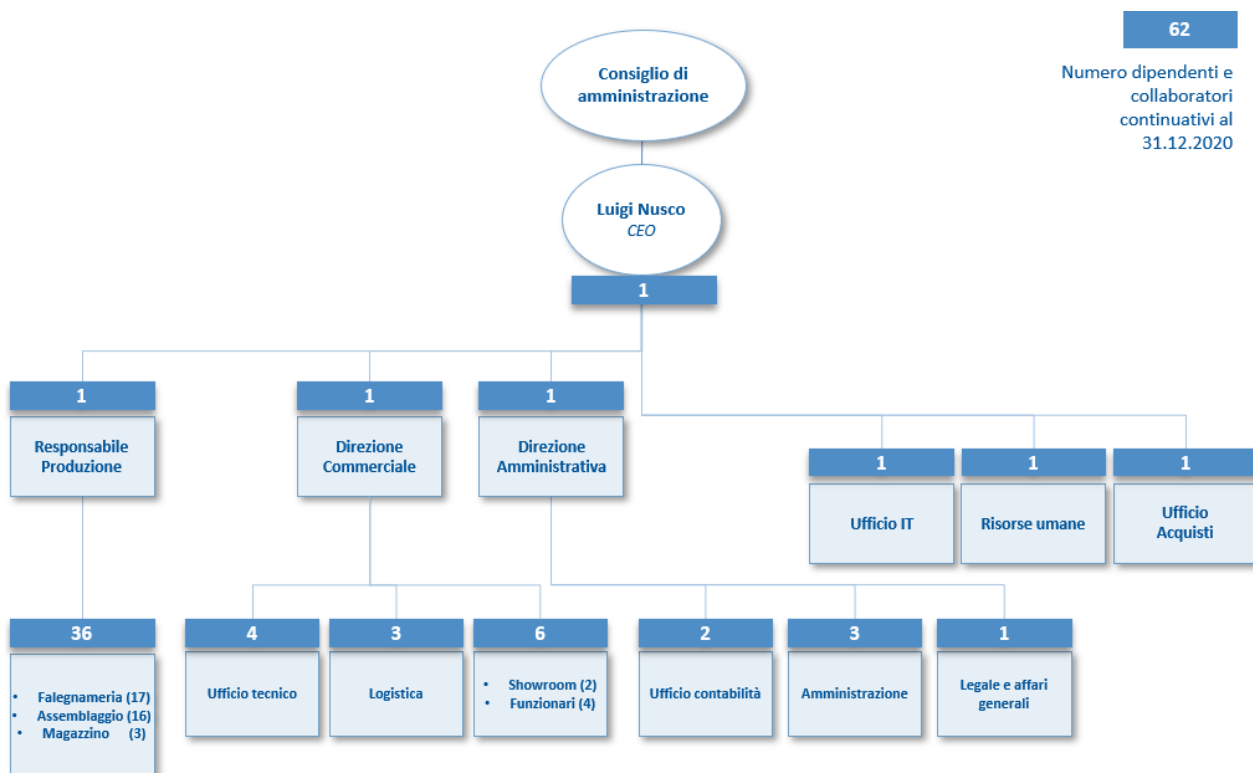 62
Numero dipendenti e
collaboratori
continuativi al
31.12.2020
Consiglio di
amministrazione
Luigi Nusco
CEO
1
1
Responsabile
Produzione
1
Direzione
Commerciale
1
Direzione
Amministrativa
1
Ufficio IT
1
Risorse umane
1
Ufficio
Acquisti
36
• Falegnameria (17)
• Assemblaggio (16)
• Magazzino (3)
4
Ufficio tecnico
3
Logistica
6
• Showroom (2)
• Funzionari (4)
2
Ufficio contabilità
3
Amministrazione
1
Legale e affari
generali